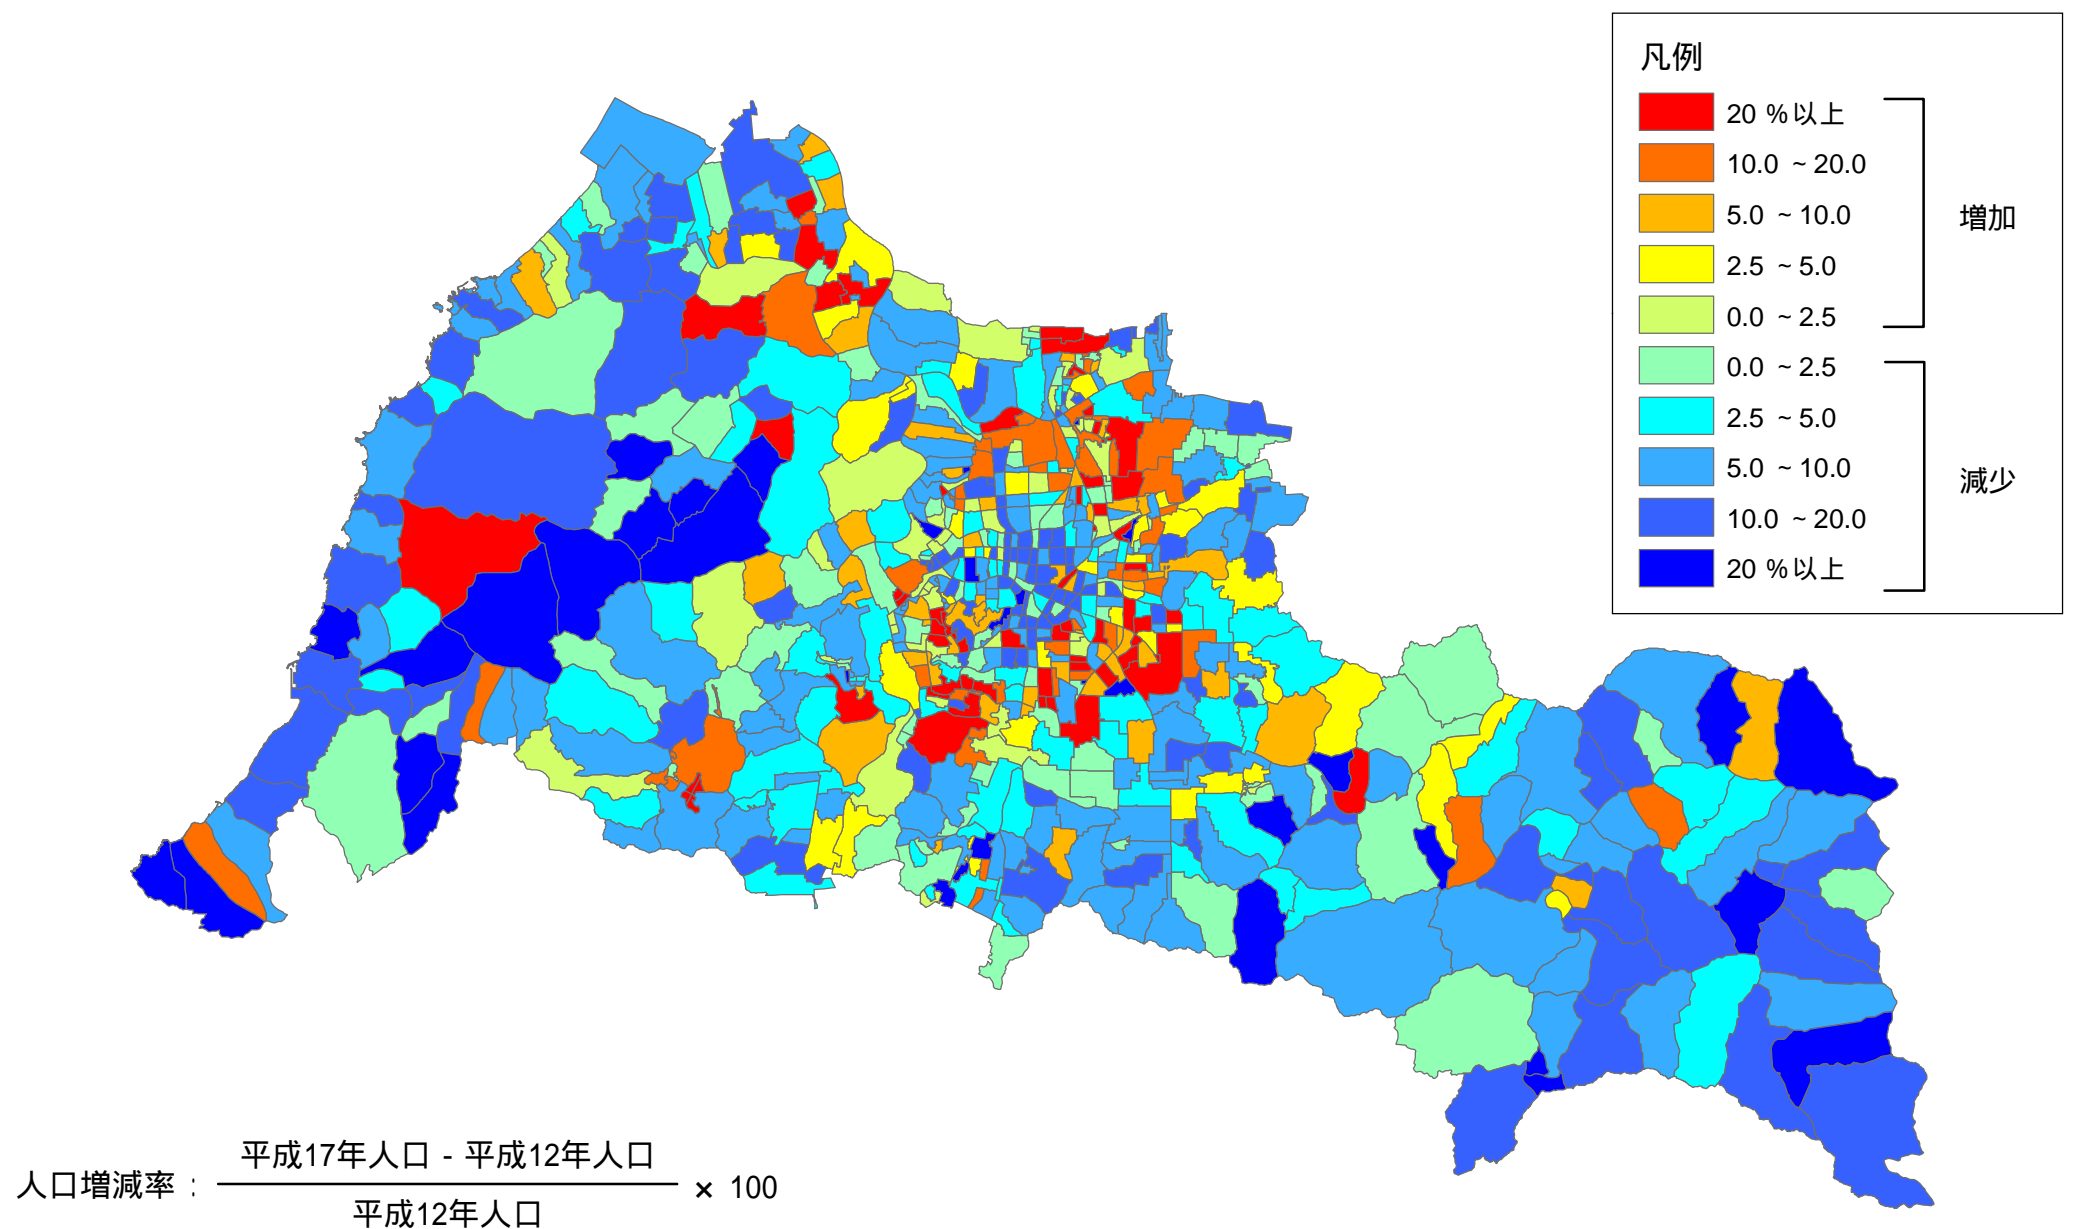 凡例
20 %以上
10.0 ~ 20.0
5.0 ~ 10.0
2.5 ~ 5.0
0.0 ~ 2.5
増加
0.0 ~ 2.5
2.5 ~ 5.0
5.0 ~ 10.0
10.0 ~ 20.0
20 %以上
減少
平成17年人口 - 平成12年人口
人口増減率 : × 100
平成12年人口